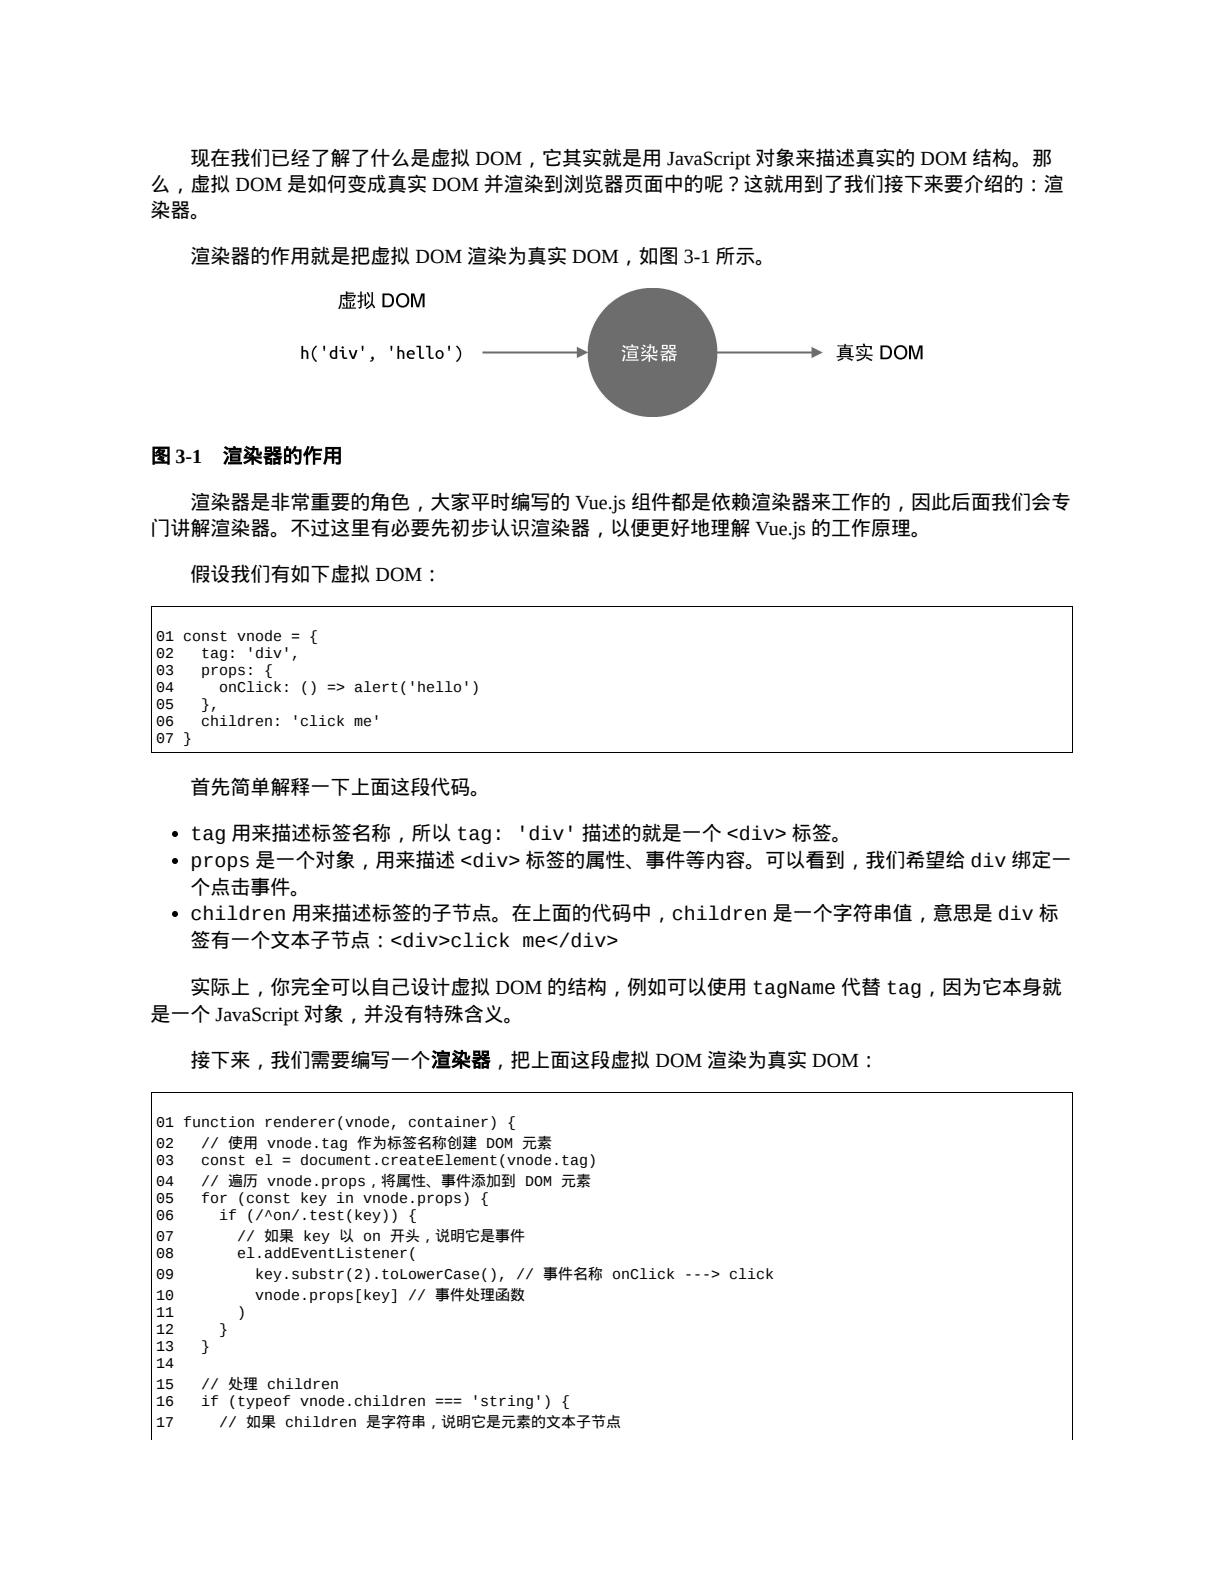 现在我们已经了解了什么是虚拟 DOM，它其实就是用 JavaScript 对象来描述真实的 DOM 结构。那
么，虚拟 DOM 是如何变成真实 DOM 并渲染到浏览器页面中的呢？这就用到了我们接下来要介绍的：渲
染器。
渲染器的作用就是把虚拟 DOM 渲染为真实 DOM，如图 3-1 所示。
虚拟 DOM
h('div', 'hello')
渲染器
真实 DOM
图 3-1　渲染器的作用
渲染器是非常重要的角色，大家平时编写的 Vue.js 组件都是依赖渲染器来工作的，因此后面我们会专
门讲解渲染器。不过这里有必要先初步认识渲染器，以便更好地理解 Vue.js 的工作原理。
假设我们有如下虚拟 DOM：
01 const vnode = {
02   tag: 'div',
03   props: {
04     onClick: () => alert('hello')
05   },
06   children: 'click me'
07 }
首先简单解释一下上面这段代码。
• tag 用来描述标签名称，所以 tag: 'div' 描述的就是一个 <div> 标签。
• props 是一个对象，用来描述 <div> 标签的属性、事件等内容。可以看到，我们希望给 div 绑定一
个点击事件。
• children 用来描述标签的子节点。在上面的代码中，children 是一个字符串值，意思是 div 标
签有一个文本子节点：<div>click me</div>
实际上，你完全可以自己设计虚拟 DOM 的结构，例如可以使用 tagName 代替 tag，因为它本身就
是一个 JavaScript 对象，并没有特殊含义。
接下来，我们需要编写一个渲染器，把上面这段虚拟 DOM 渲染为真实 DOM：
01 function renderer(vnode, container) {
02   // 使用 vnode.tag 作为标签名称创建 DOM 元素
03   const el = document.createElement(vnode.tag)
04   // 遍历 vnode.props，将属性、事件添加到 DOM 元素
05   for (const key in vnode.props) {
06     if (/^on/.test(key)) {
07       // 如果 key 以 on 开头，说明它是事件
08       el.addEventListener(
09         key.substr(2).toLowerCase(), // 事件名称 onClick ---> click
10         vnode.props[key] // 事件处理函数
11       )
12     }
13   }
14
15   // 处理 children
16   if (typeof vnode.children === 'string') {
17     // 如果 children 是字符串，说明它是元素的文本子节点